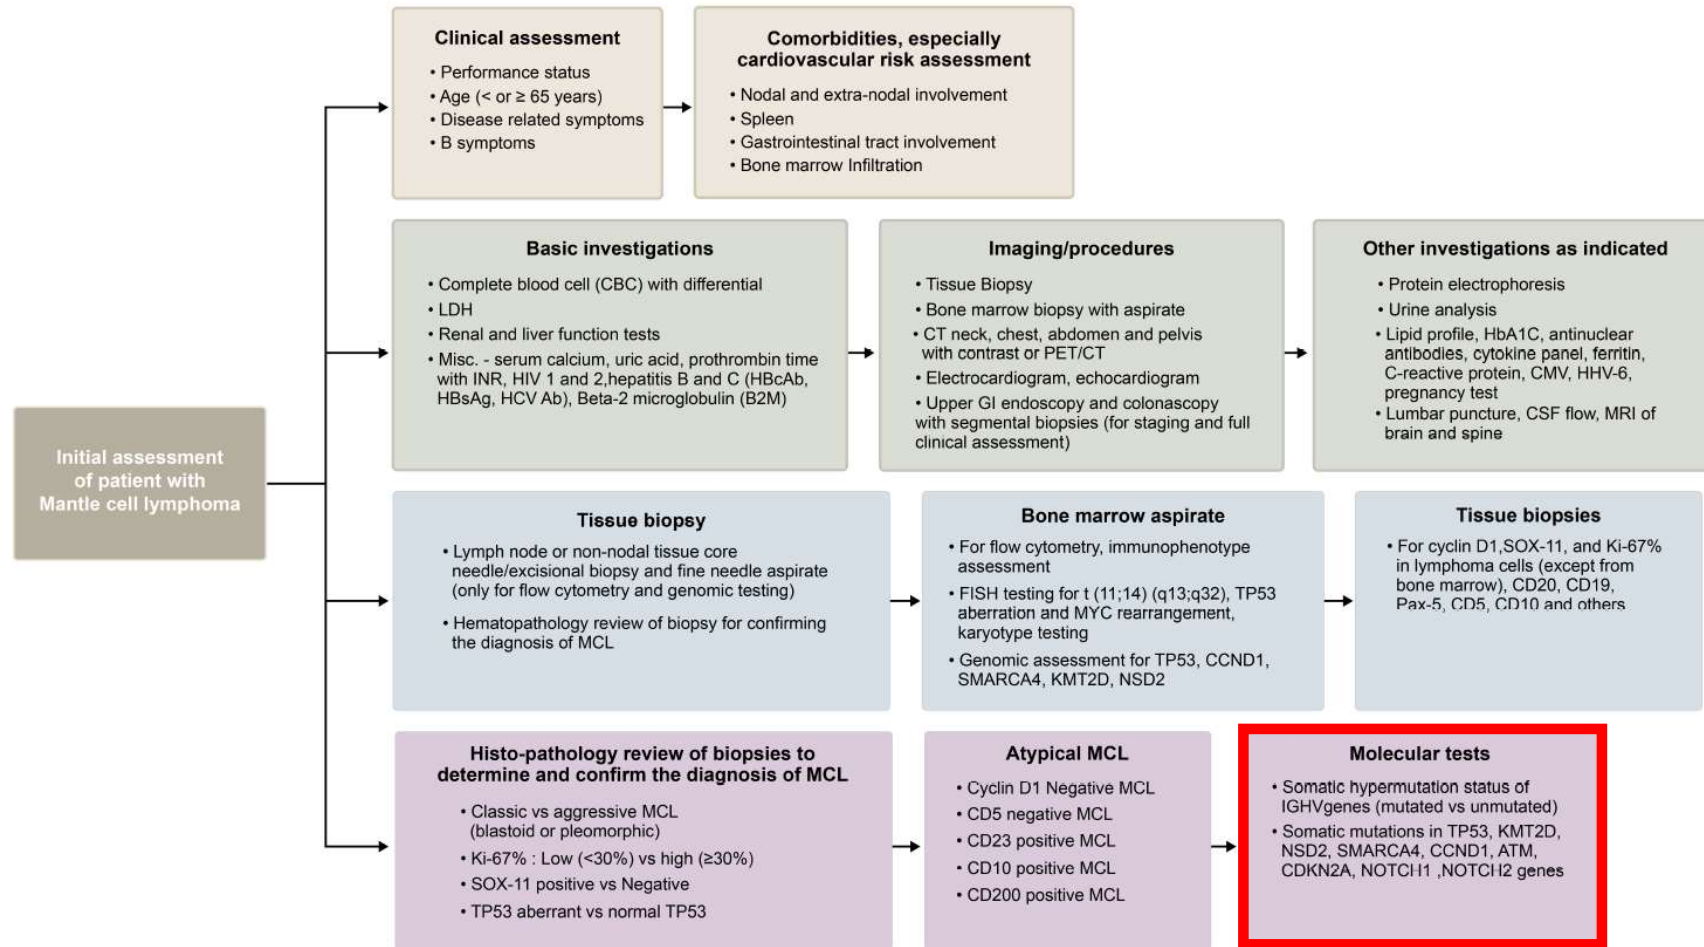 Initial assessment
of patient with
Mantle cell lymphoma
Clinical assessment
• Performance status
• Age (< or ≥ 65 years)
• Disease related symptoms
• B symptoms
Comorbidities, especially
cardiovascular risk assessment
• Nodal and extra-nodal involvement
• Spleen
• Gastrointestinal tract involvement
• Bone marrow Infiltration
Basic investigations
• Complete blood cell (CBC) with differential
• LDH
• Renal and liver function tests
• Misc. - serum calcium, uric acid, prothrombin time
with INR, HIV 1 and 2,hepatitis B and C (HBcAb,
HBsAg, HCV Ab), Beta-2 microglobulin (B2M)
Imaging/procedures
• Tissue Biopsy
• Bone marrow biopsy with aspirate
• CT neck, chest, abdomen and pelvis
with contrast or PET/CT
• Electrocardiogram, echocardiogram
• Upper GI endoscopy and colonascopy
with segmental biopsies (for staging and full
clinical assessment)
Other investigations as indicated
• Protein electrophoresis
• Urine analysis
• Lipid profile, HbA1C, antinuclear
antibodies, cytokine panel, ferritin,
C-reactive protein, CMV, HHV-6,
pregnancy test
• Lumbar puncture, CSF flow, MRI of
brain and spine
Tissue biopsy
• Lymph node or non-nodal tissue core
needle/excisional biopsy and fine needle aspirate
(only for flow cytometry and genomic testing)
• Hematopathology review of biopsy for confirming
the diagnosis of MCL
Bone marrow aspirate
• For flow cytometry, immunophenotype
assessment
• FISH testing for t (11;14) (q13;q32), TP53
aberration and MYC rearrangement,
karyotype testing
• Genomic assessment for TP53, CCND1,
SMARCA4, KMT2D, NSD2
Tissue biopsies
• For cyclin D1,SOX-11, and Ki-67%
in lymphoma cells (except from
bone marrow), CD20, CD19,
Pax-5, CD5, CD10 and others
Histo-pathology review of biopsies to
determine and confirm the diagnosis of MCL
• Classic vs aggressive MCL
(blastoid or pleomorphic)
• Ki-67% : Low (<30%) vs high (≥30%)
• SOX-11 positive vs Negative
• TP53 aberrant vs normal TP53
Atypical MCL
• Cyclin D1 Negative MCL
• CD5 negative MCL
• CD23 positive MCL
• CD10 positive MCL
• CD200 positive MCL
Molecular tests
• Somatic hypermutation status of
IGHVgenes (mutated vs unmutated)
• Somatic mutations in TP53, KMT2D,
NSD2, SMARCA4, CCND1, ATM,
CDKN2A, NOTCH1 ,NOTCH2 genes